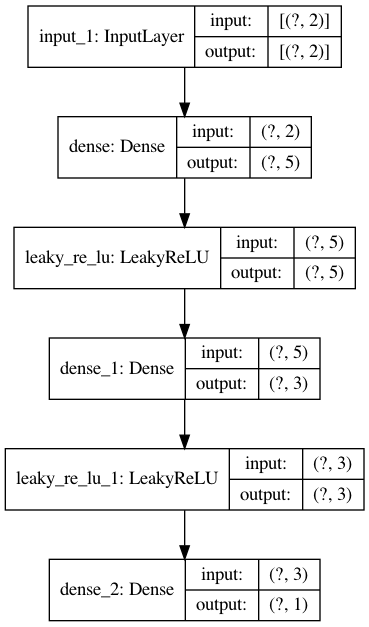 input_1: InputLayer
input: [(?, 2)]
output: [(?, 2)]
dense: Dense
input: (?, 2)
output: (?, 5)
leaky_re_lu: LeakyReLU
input: (?, 5)
output: (?, 5)
dense_1: Dense
input: (?, 5)
output: (?, 3)
leaky_re_lu_1: LeakyReLU
input: (?, 3)
output: (?, 3)
dense_2: Dense
input: (?, 3)
output: (?, 1)